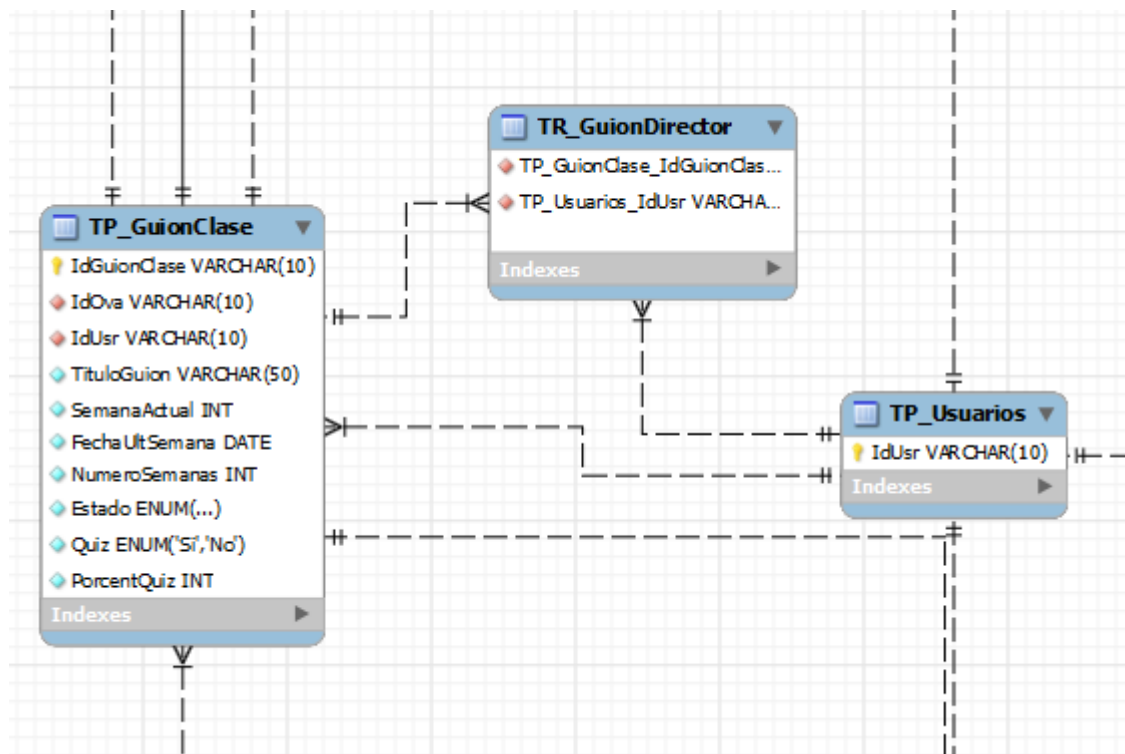 TR_GuionDirector
TP_GuionClase_IdGuionClas...
TP_Usuarios_IdUsr VARCHA...
Indexes
TP_GuionClase
IdGuionClase VARCHAR(10)
IdOva VARCHAR(10)
IdUsr VARCHAR(10)
TituloGuion VARCHAR(50)
SemanaActual INT
FechaUltSemana DATE
NumeroSemanas INT
Estado ENUM(...)
Quiz ENUM('Si','No')
PorcentQuiz INT
Indexes
TP_Usuarios
IdUsr VARCHAR(10)
Indexes